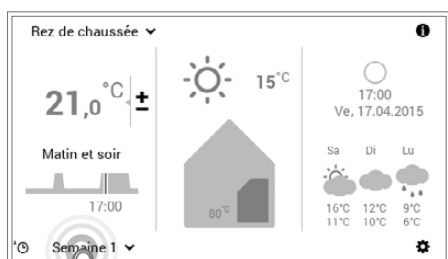 Rez de chaussée
21,0 °C ±
Matin et soir
17:00
Semaine 1
15°C
80°C
17:00
Ve, 17.04.2015
Sa Di Lu
16°C 12°C 9°C
11°C 10°C 6°C